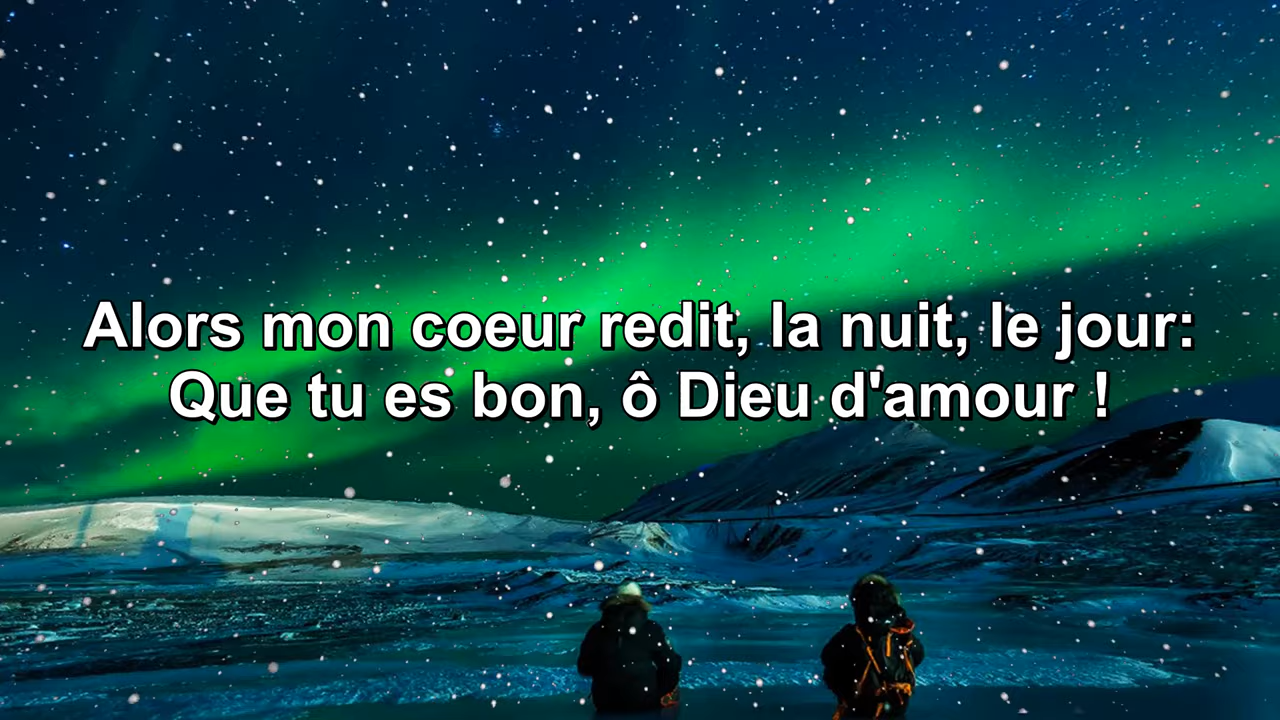 Alors mon coeur redit, la nuit, le jour:
Que tu es bon, ô Dieu d'amour !